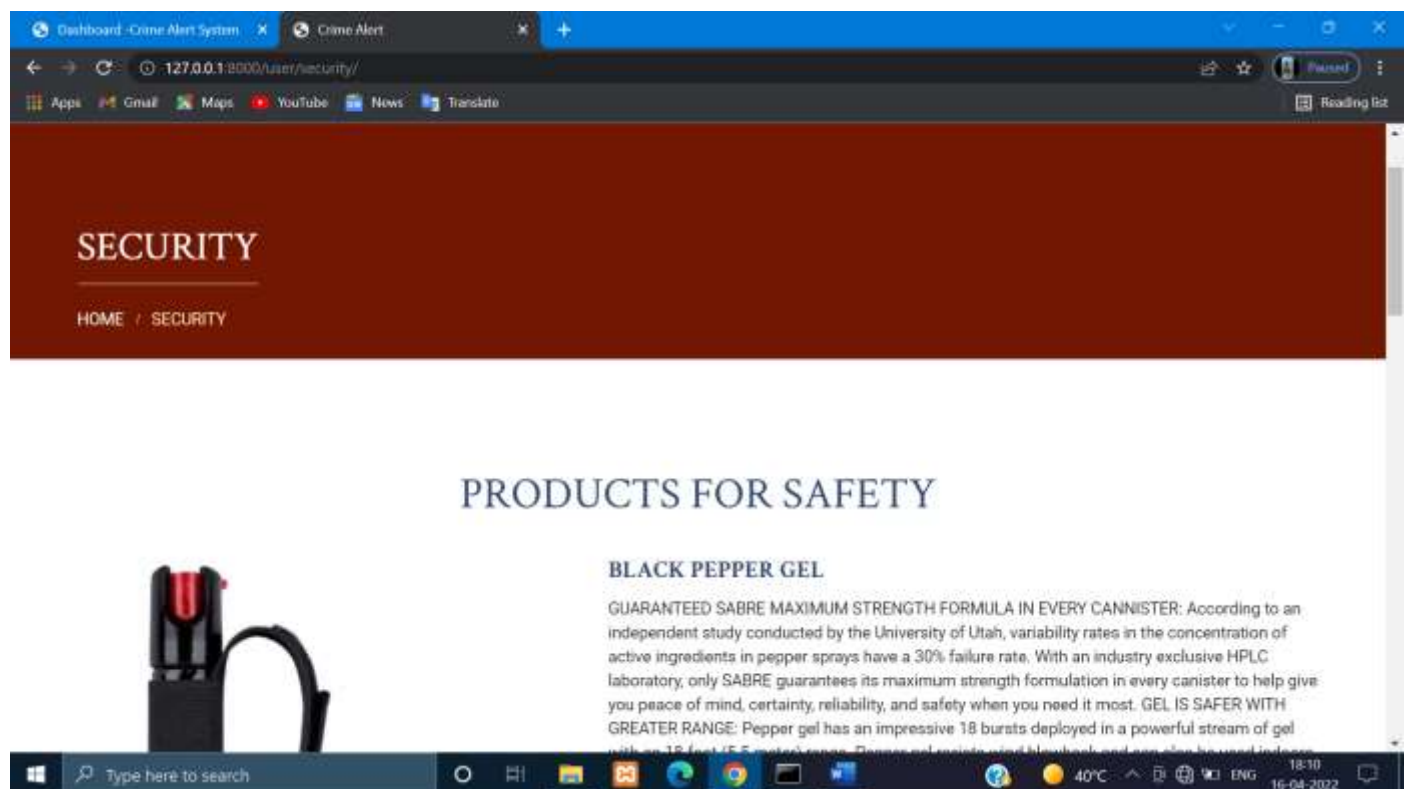 Dashboard -Crime Alert System
Crime Alert
127.0.0.1:8000/user/security/
Paused
Apps Gmail Maps YouTube News Translate
Reading list
SECURITY
HOME / SECURITY
PRODUCTS FOR SAFETY
BLACK PEPPER GEL
GUARANTEED SABRE MAXIMUM STRENGTH FORMULA IN EVERY CANNISTER: According to an
independent study conducted by the University of Utah, variability rates in the concentration of
active ingredients in pepper sprays have a 30% failure rate. With an industry exclusive HPLC
laboratory, only SABRE guarantees its maximum strength formulation in every canister to help give
you peace of mind, certainty, reliability, and safety when you need it most. GEL IS SAFER WITH
GREATER RANGE: Pepper gel has an impressive 18 bursts deployed in a powerful stream of gel
Type here to search
40°C
ENG
18:10
16-04-2022